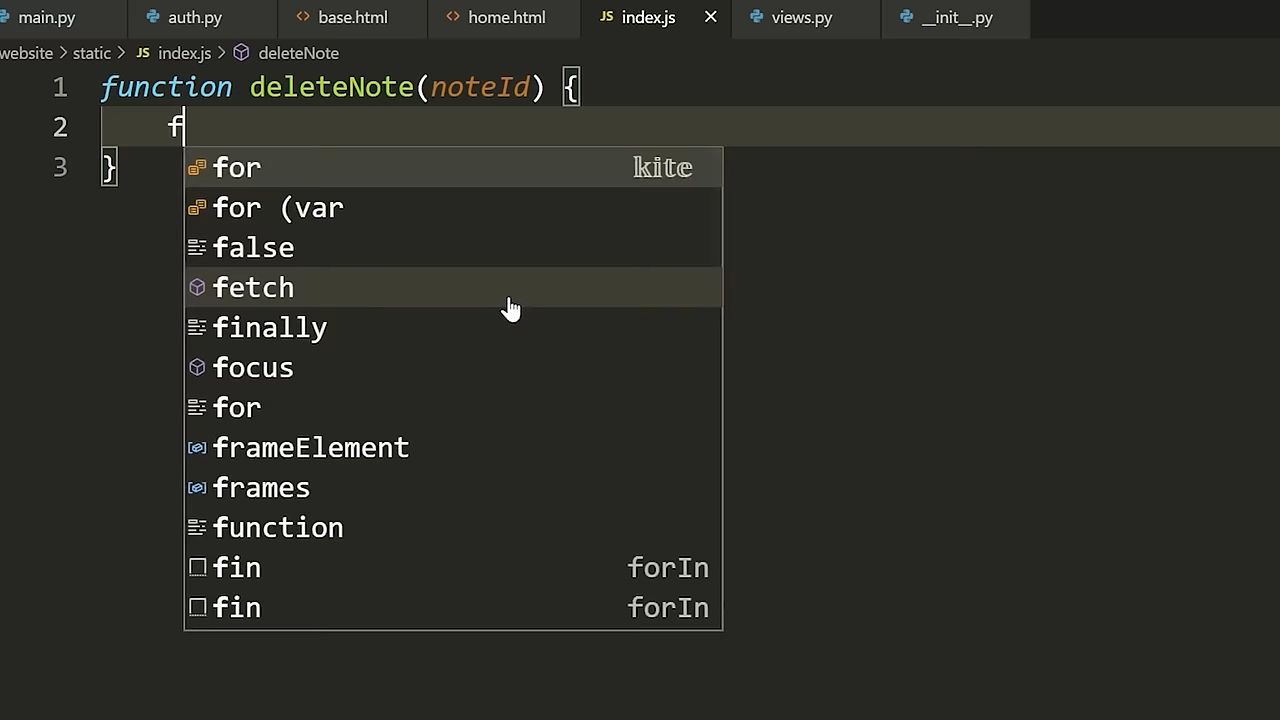 main.py auth.py base.html home.html JS index.js views.py __init__.py
website > static > JS index.js > deleteNote
1 function deleteNote(noteId) {
2 f
3 }
for kite
for (var
false
fetch
finally
focus
for
frameElement
frames
function
fin forIn
fin forIn